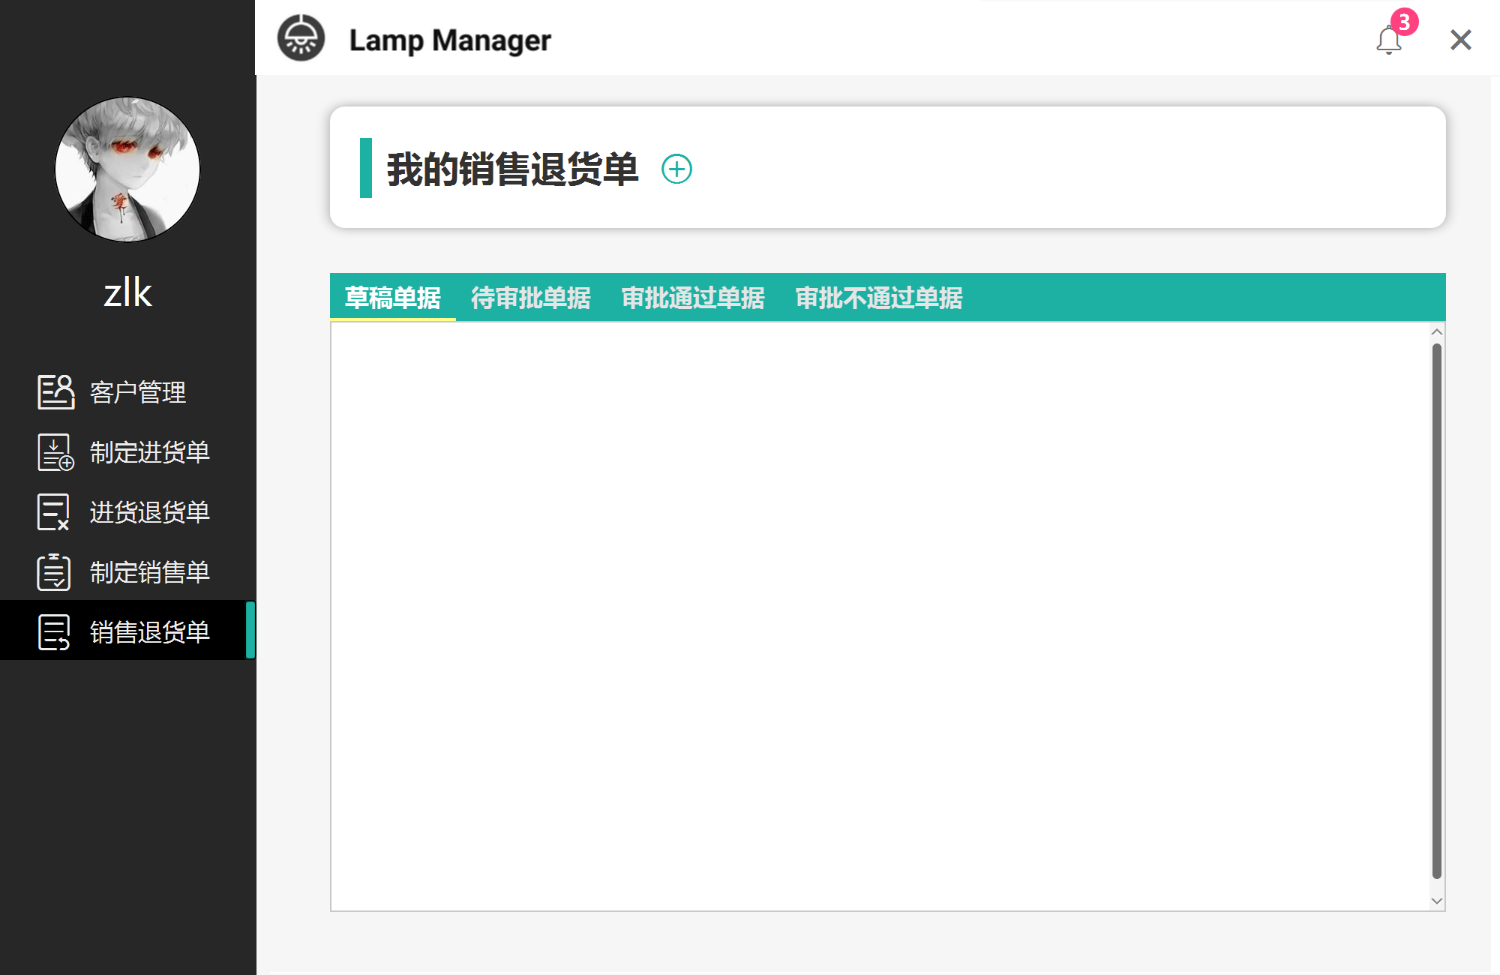 Lamp Manager
3
zlk
客户管理
制定进货单
进货退货单
制定销售单
销售退货单
我的销售退货单
草稿单据 待审批单据 审批通过单据 审批不通过单据